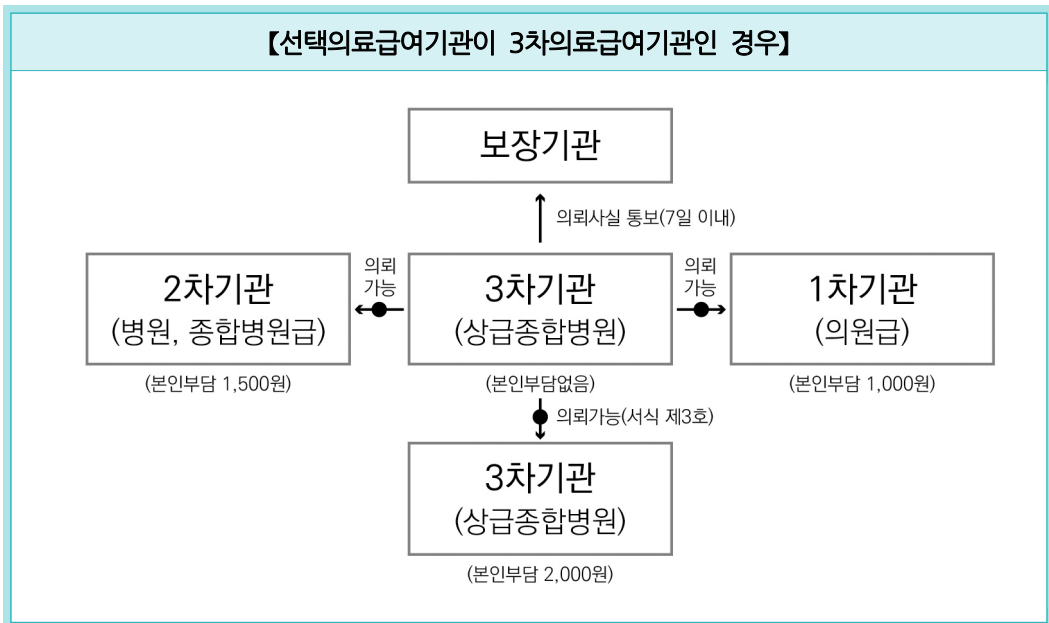 【선택의료급여기관이 3차의료급여기관인 경우】
보장기관
의뢰사실 통보(7일 이내)
2차기관
(병원, 종합병원급)
(본인부담 1,500원)
의뢰
가능
3차기관
(상급종합병원)
(본인부담없음)
의뢰
가능
1차기관
(의원급)
(본인부담 1,000원)
의뢰가능(서식 제3호)
3차기관
(상급종합병원)
(본인부담 2,000원)